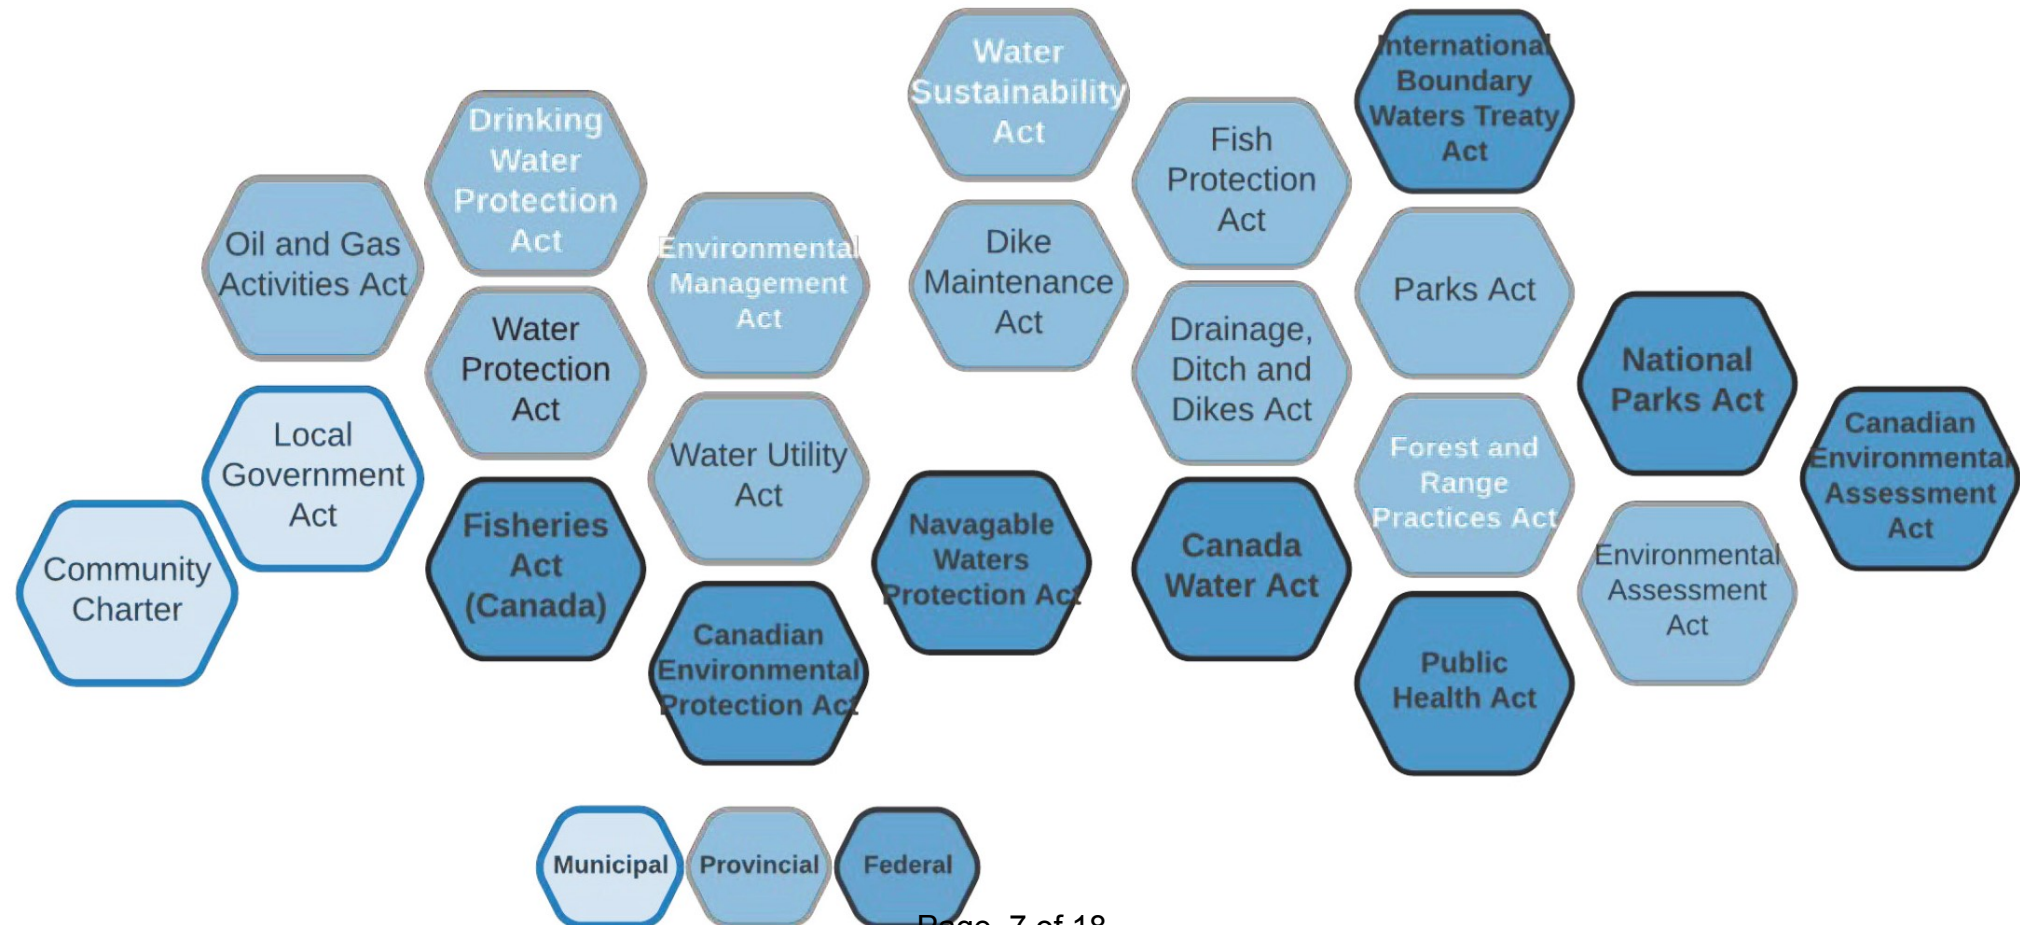 Water
Sustainability
Act
International
Boundary
Waters Treaty
Act
Drinking
Water
Protection
Act
Fish
Protection
Act
Oil and Gas
Activities Act
Environmental
Management
Act
Dike
Maintenance
Act
Parks Act
Water
Protection
Act
Drainage,
Ditch and
Dikes Act
National
Parks Act
Local
Government
Act
Water Utility
Act
Forest and
Range
Practices Act
Canadian
Environmental
Assessment
Act
Community
Charter
Fisheries
Act
(Canada)
Navagable
Waters
Protection Act
Canada
Water Act
Environmental
Assessment
Act
Canadian
Environmental
Protection Act
Public
Health Act
Municipal
Provincial
Federal
Page 7 of 18